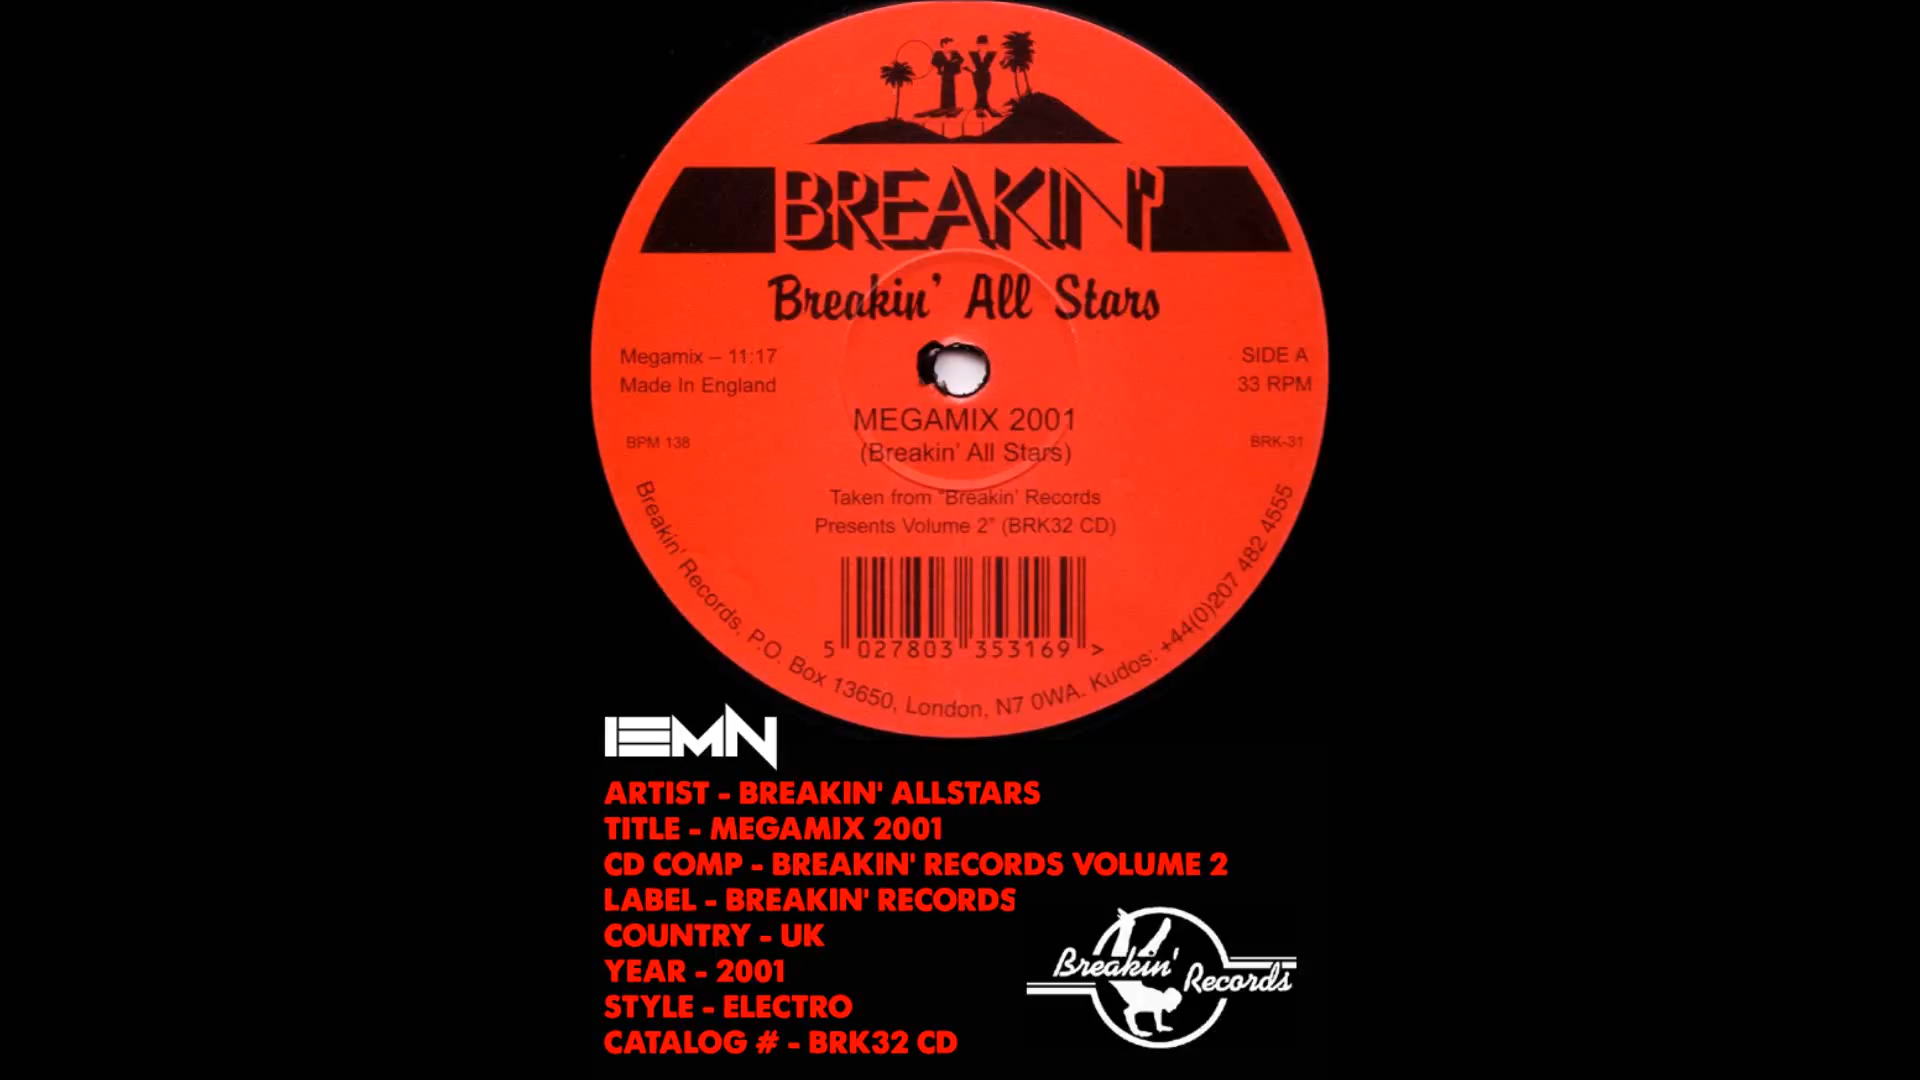 BREAKIN'
Breakin' All Stars
Megamix – 11:17
Made In England
SIDE A
33 RPM
MEGAMIX 2001
(Breakin' All Stars)
BPM 138
BRK-31
Taken from "Breakin' Records
Presents Volume 2" (BRK32 CD)
5 027803 353169 >
Breakin' Records, P.O. Box 13650, London, N7 0WA. Kudos: +44(0)207 482 4555
IEMN
ARTIST - BREAKIN' ALLSTARS
TITLE - MEGAMIX 2001
CD COMP - BREAKIN' RECORDS VOLUME 2
LABEL - BREAKIN' RECORDS
COUNTRY - UK
YEAR - 2001
STYLE - ELECTRO
CATALOG # - BRK32 CD
Breakin' Records